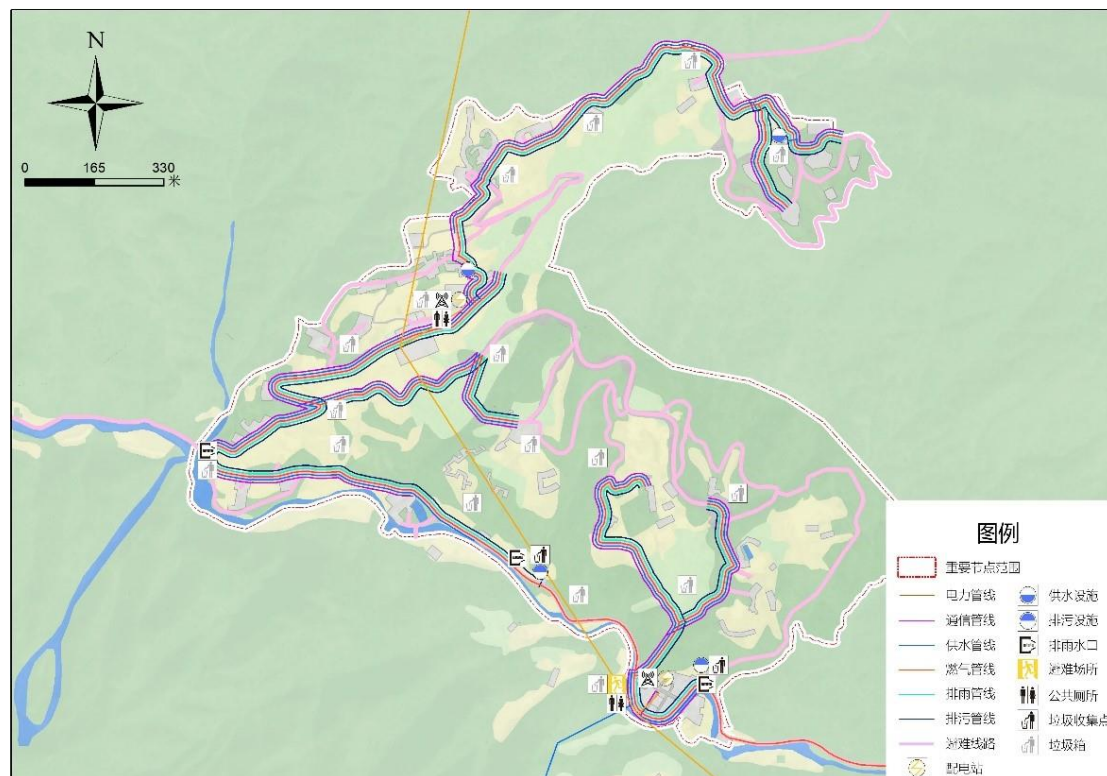 N
0 165 330
米
图例
重要节点范围
电力管线
通信管线
供水管线
燃气管线
排雨管线
排污管线
避难线路
配电站
供水设施
排污设施
排雨水口
避难场所
公共厕所
垃圾收集点
垃圾箱